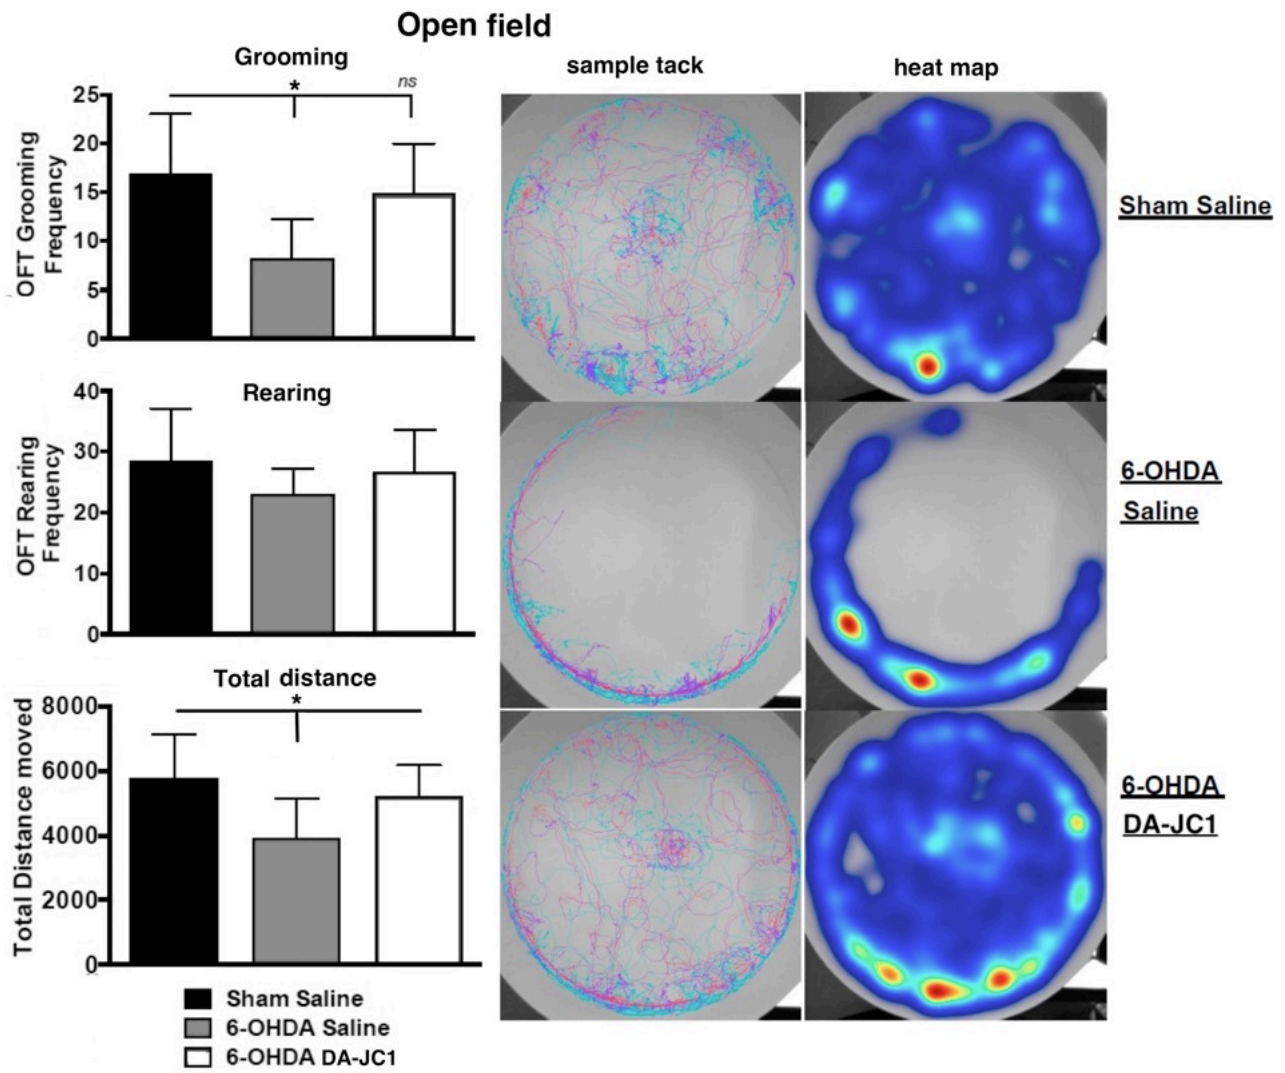 Open field
Grooming
sample tack
heat map
*
ns
25
20
15
10
5
0
OFT Grooming
Frequency
Sham Saline
Rearing
40
30
20
10
0
OFT Rearing
Frequency
6-OHDA
Saline
Total distance
*
8000
6000
4000
2000
0
Total Distance moved
6-OHDA
DA-JC1
Sham Saline
6-OHDA Saline
6-OHDA DA-JC1